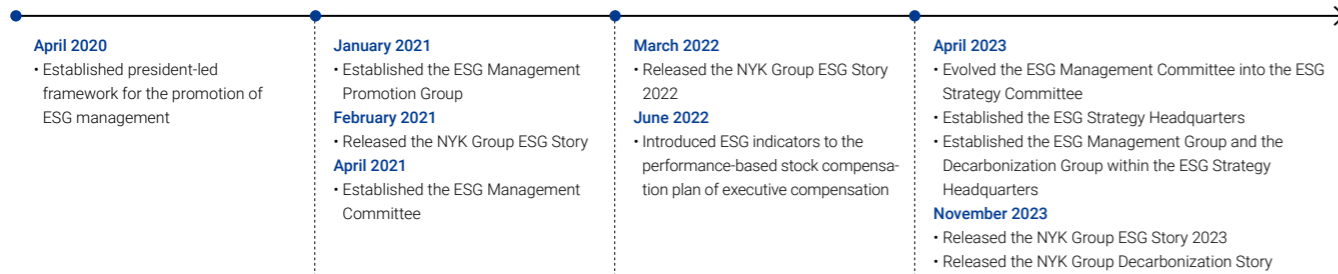 April 2020
• Established president-led
framework for the promotion of
ESG management
January 2021
• Established the ESG Management
Promotion Group
February 2021
• Released the NYK Group ESG Story
April 2021
• Established the ESG Management
Committee
March 2022
• Released the NYK Group ESG Story
2022
June 2022
• Introduced ESG indicators to the
performance-based stock compensa-
tion plan of executive compensation
April 2023
• Evolved the ESG Management Committee into the ESG
Strategy Committee
• Established the ESG Strategy Headquarters
• Established the ESG Management Group and the
Decarbonization Group within the ESG Strategy
Headquarters
November 2023
• Released the NYK Group ESG Story 2023
• Released the NYK Group Decarbonization Story